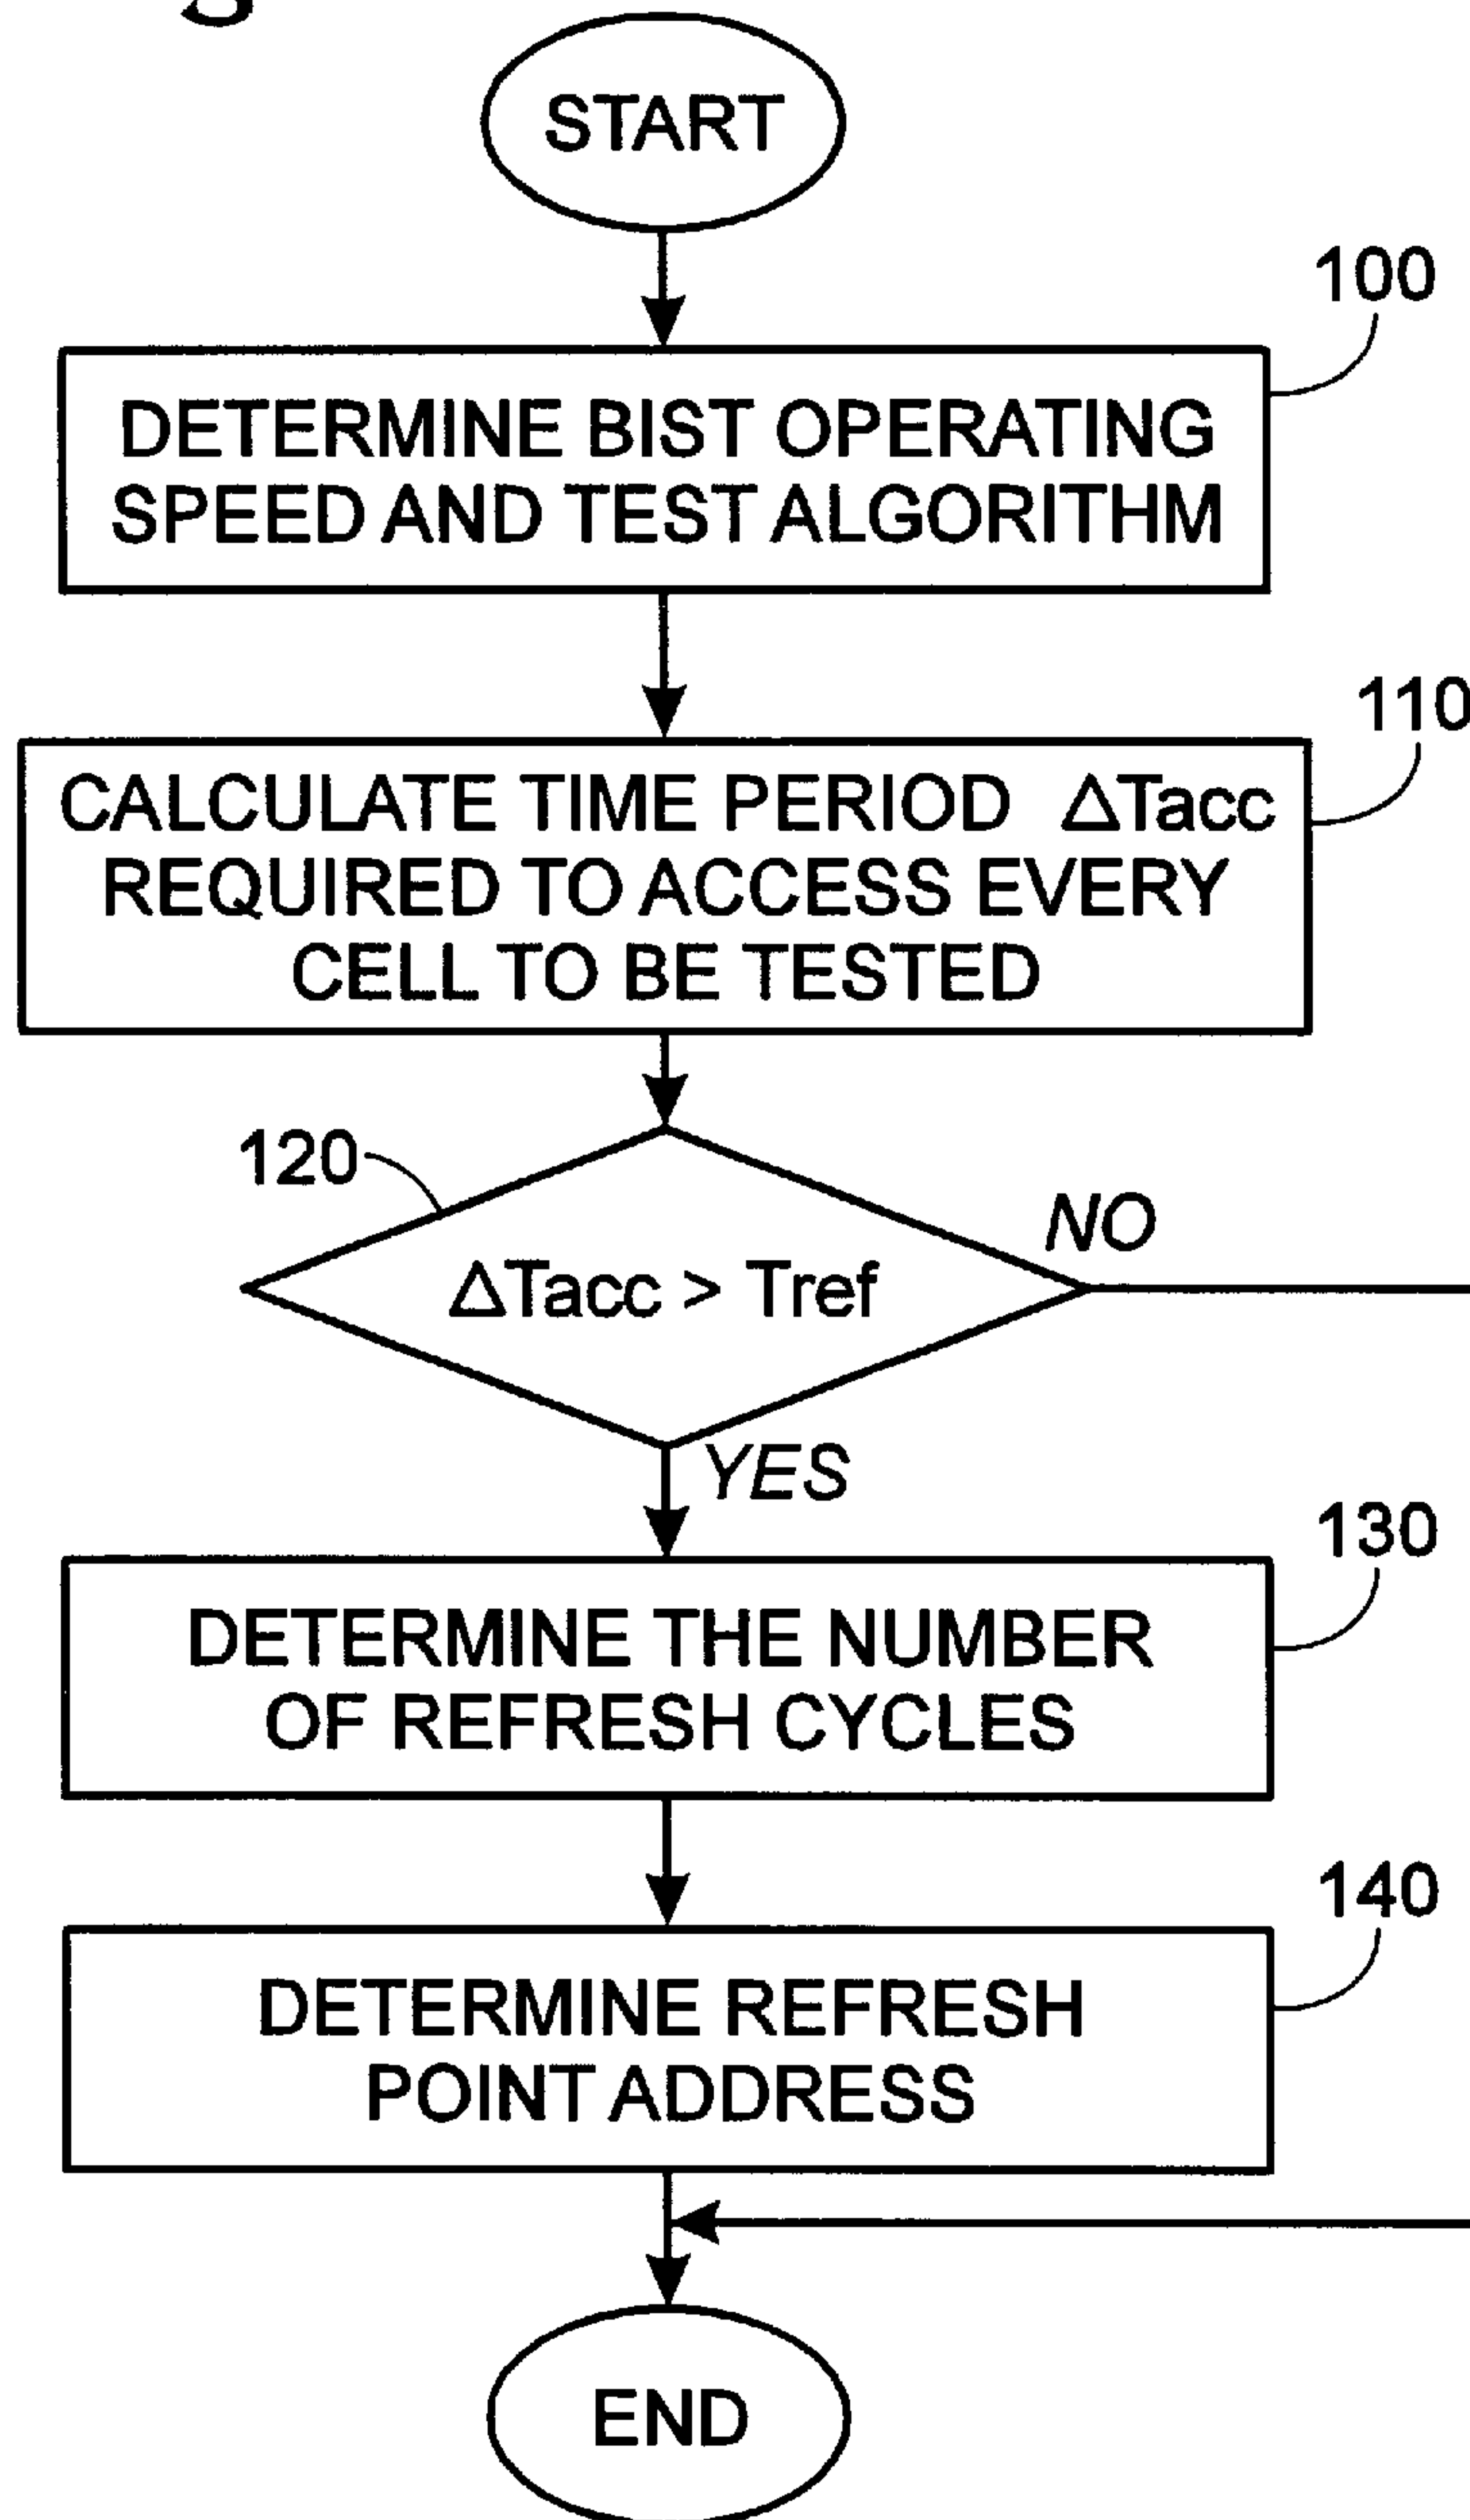 START
100
DETERMINE BIST OPERATING
SPEED AND TEST ALGORITHM
110
CALCULATE TIME PERIOD ΔTacc
REQUIRED TO ACCESS EVERY
CELL TO BE TESTED
120
ΔTacc > Tref
NO
YES
130
DETERMINE THE NUMBER
OF REFRESH CYCLES
140
DETERMINE REFRESH
POINT ADDRESS
END